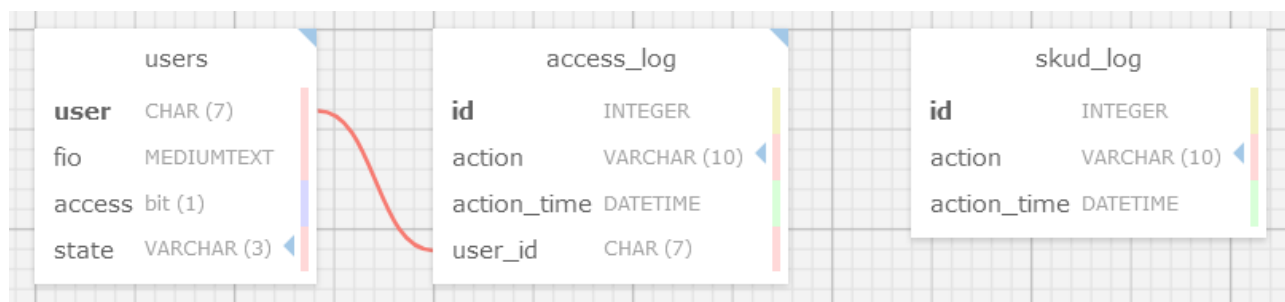 users
user CHAR (7)
fio MEDIUMTEXT
access bit (1)
state VARCHAR (3)
access_log
id INTEGER
action VARCHAR (10)
action_time DATETIME
user_id CHAR (7)
skud_log
id INTEGER
action VARCHAR (10)
action_time DATETIME